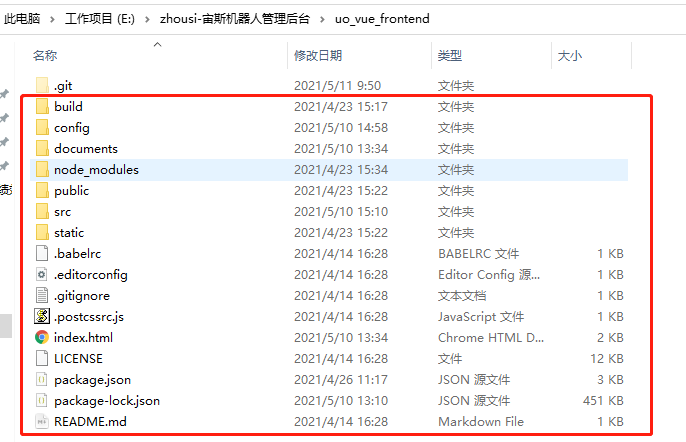 此电脑 › 工作项目 (E:) › zhousi-宙斯机器人管理后台 › uo_vue_frontend
名称 修改日期 类型 大小
.git 2021/5/11 9:50 文件夹
build 2021/4/23 15:17 文件夹
config 2021/5/10 14:58 文件夹
documents 2021/5/10 13:34 文件夹
node_modules 2021/4/23 15:34 文件夹
public 2021/4/23 15:22 文件夹
src 2021/5/10 15:10 文件夹
static 2021/4/23 15:22 文件夹
.babelrc 2021/4/14 16:28 BABELRC 文件 1 KB
.editorconfig 2021/4/14 16:28 Editor Config 源... 1 KB
.gitignore 2021/4/14 16:28 文本文档 1 KB
.postcssrc.js 2021/4/14 16:28 JavaScript 文件 1 KB
index.html 2021/5/10 13:34 Chrome HTML D... 2 KB
LICENSE 2021/4/14 16:28 文件 12 KB
package.json 2021/4/26 11:17 JSON 源文件 3 KB
package-lock.json 2021/5/10 13:10 JSON 源文件 451 KB
README.md 2021/4/14 16:28 Markdown File 1 KB